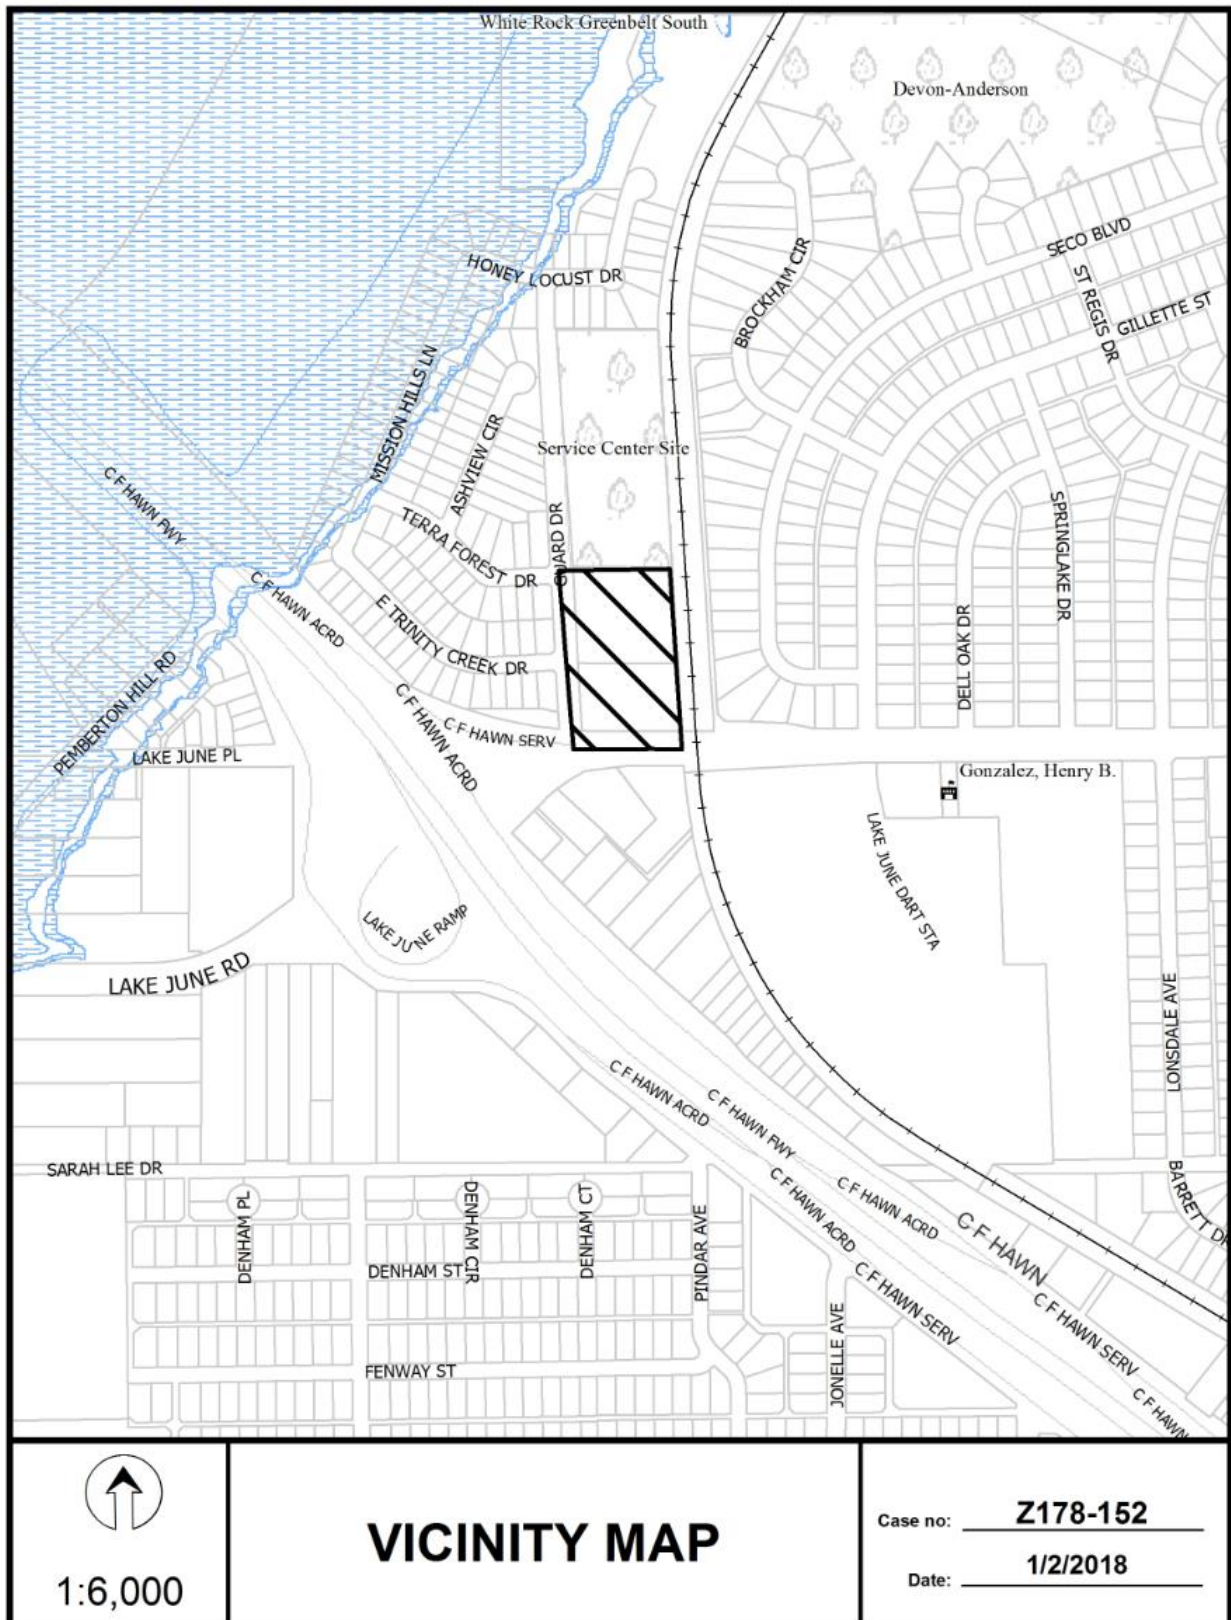 White Rock Greenbelt South
Devon-Anderson
SECO BLVD
HONEY LOCUST DR
BROCKHAM CIR
ST REGIS DR
GILLETTE ST
MISSION HILLS LN
ASHVIEW CIR
Service Center Site
C F HAWN FWY
TERRA FOREST DR
GUARD DR
SPRINGLAKE DR
C F HAWN ACRD
E TRINITY CREEK DR
DELL OAK DR
PEMBERTON HILL RD
C F HAWN ACRD
C F HAWN SERV
LAKE JUNE PL
Gonzalez, Henry B.
LAKE JUNE DART STA
LAKE JUNE RAMP
LAKE JUNE RD
LONSDALE AVE
C F HAWN ACRD
C F HAWN FWY
SARAH LEE DR
C F HAWN ACRD
C F HAWN ACRD
BARRETT DR
DENHAM PL
DENHAM CIR
DENHAM CT
PINDAR AVE
C F HAWN
DENHAM ST
C F HAWN SERV
C F HAWN SERV
FENWAY ST
JONELLE AVE
C F HAWN
1:6,000
VICINITY MAP
Case no: Z178-152
Date: 1/2/2018